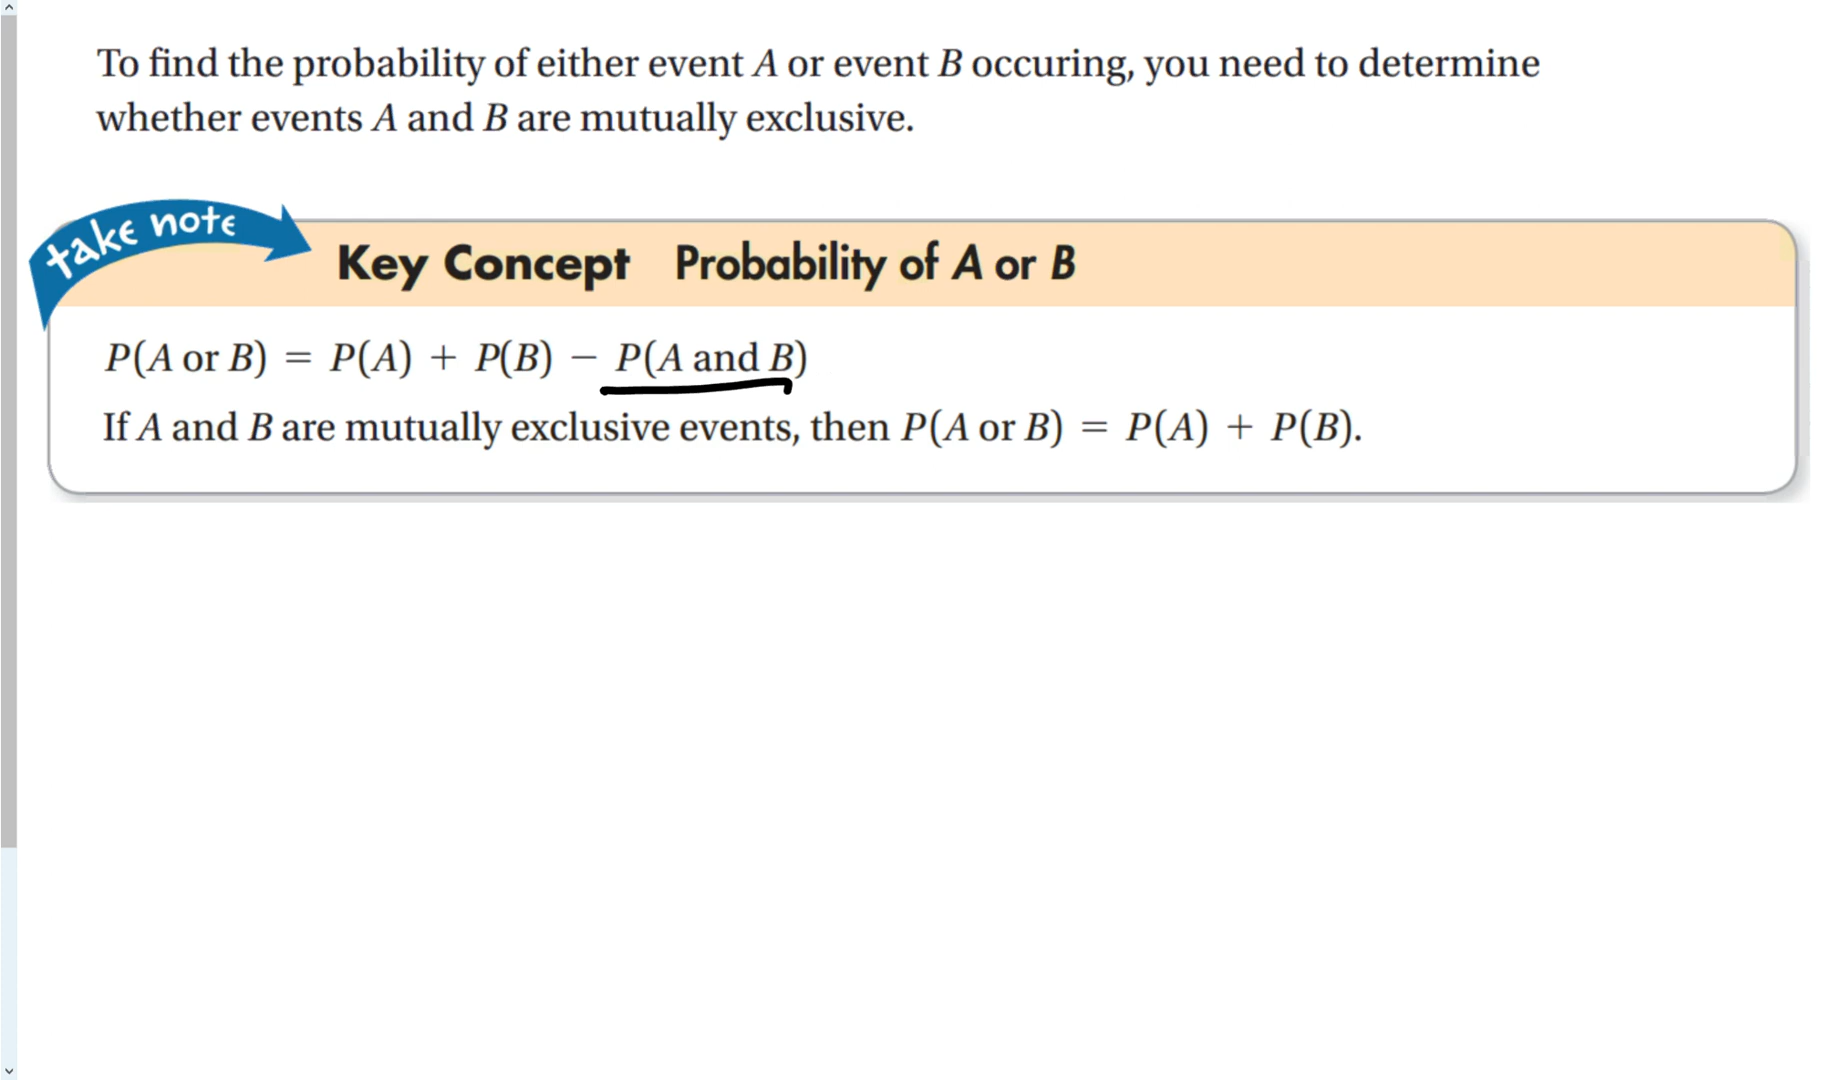 To find the probability of either event A or event B occuring, you need to determine
whether events A and B are mutually exclusive.
take note
Key Concept Probability of A or B
P(A or B) = P(A) + P(B) − P(A and B)
If A and B are mutually exclusive events, then P(A or B) = P(A) + P(B).